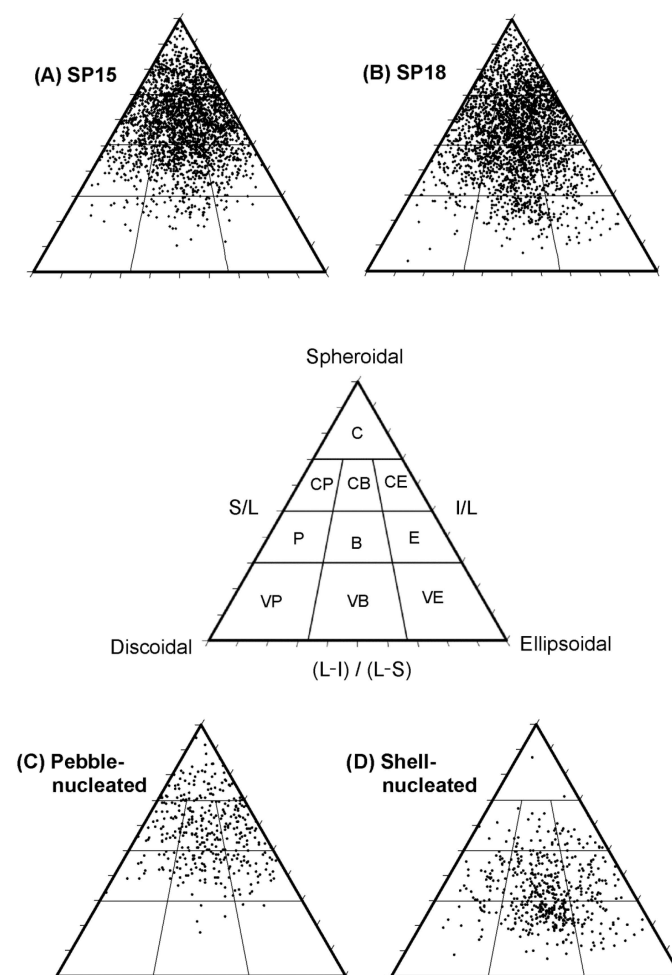 (A) SP15
(B) SP18
Spheroidal
C
CP CB CE
S/L
I/L
P B E
VP VB VE
Discoidal
Ellipsoidal
(L-I) / (L-S)
(C) Pebble-
nucleated
(D) Shell-
nucleated